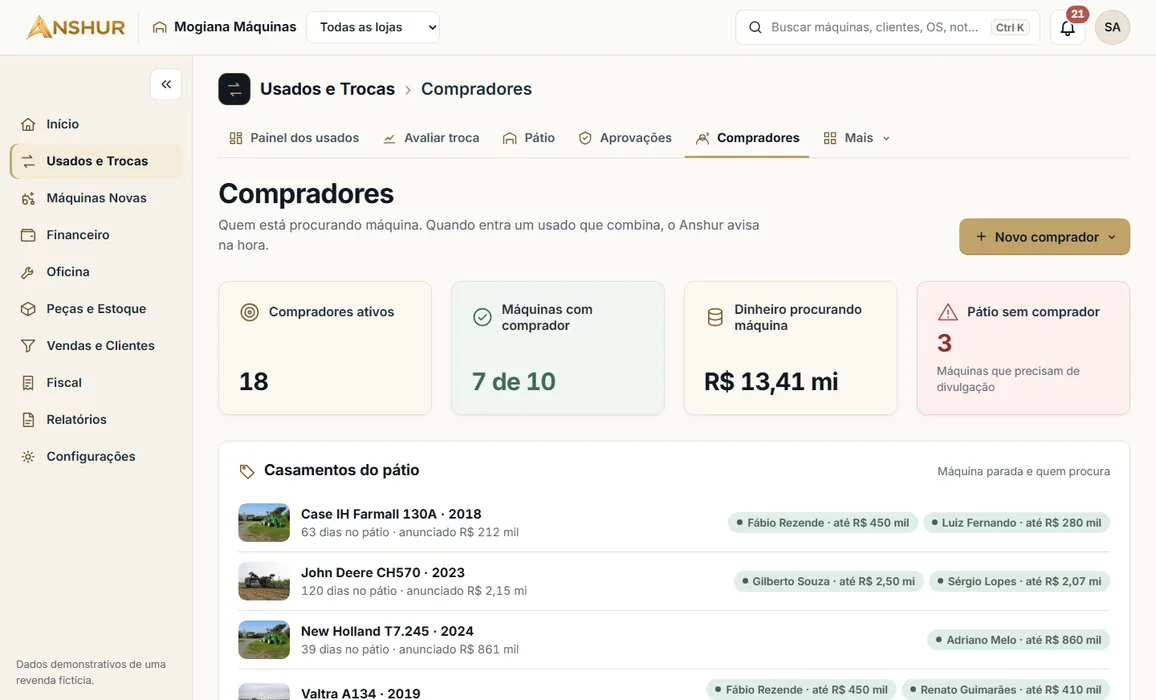 ANSHUR
Mogiana Máquinas
Todas as lojas
Buscar máquinas, clientes, OS, not...
Ctrl K
21
SA
Início
Usados e Trocas
Máquinas Novas
Financeiro
Oficina
Peças e Estoque
Vendas e Clientes
Fiscal
Relatórios
Configurações
Dados demonstrativos de uma
revenda fictícia.
Usados e Trocas › Compradores
Painel dos usados
Avaliar troca
Pátio
Aprovações
Compradores
Mais
Compradores
Quem está procurando máquina. Quando entra um usado que combina, o Anshur avisa
na hora.
+ Novo comprador
Compradores ativos
18
Máquinas com
comprador
7 de 10
Dinheiro procurando
máquina
R$ 13,41 mi
Pátio sem comprador
3
Máquinas que precisam de
divulgação
Casamentos do pátio
Máquina parada e quem procura
Case IH Farmall 130A · 2018
63 dias no pátio · anunciado R$ 212 mil
Fábio Rezende · até R$ 450 mil
Luiz Fernando · até R$ 280 mil
John Deere CH570 · 2023
120 dias no pátio · anunciado R$ 2,15 mi
Gilberto Souza · até R$ 2,50 mi
Sérgio Lopes · até R$ 2,07 mi
New Holland T7.245 · 2024
39 dias no pátio · anunciado R$ 861 mil
Adriano Melo · até R$ 860 mil
Valtra A134 · 2019
Fábio Rezende · até R$ 450 mil
Renato Guimarães · até R$ 410 mil